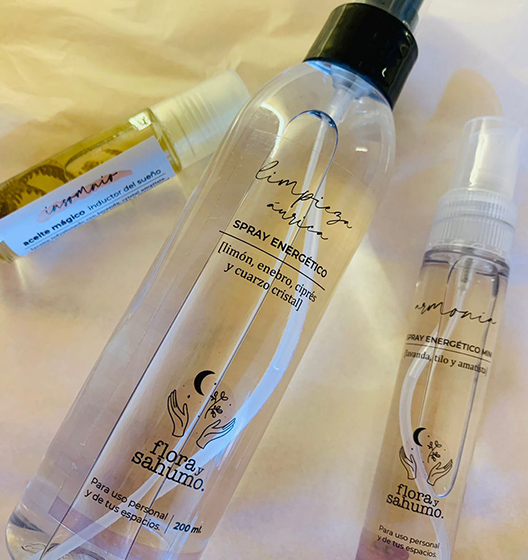 insomnio
aceite mágico inductor del sueño
limpieza
áurica
SPRAY ENERGÉTICO
[limón, enebro, ciprés
y cuarzo cristal]
flora y
sahumo.
Para uso personal
y de tus espacios.
200 ml.
armonia
SPRAY ENERGÉTICO MINI
[lavanda, tilo y amatista]
flora y
sahumo.
Para uso personal
y de tus espacios.